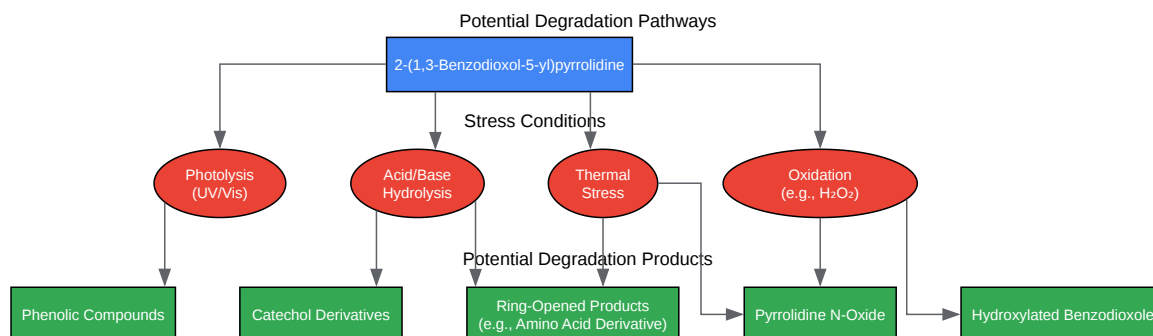 Potential Degradation Pathways
2-(1,3-Benzodioxol-5-yl)pyrrolidine
Stress Conditions
Photolysis
(UV/Vis)
Acid/Base
Hydrolysis
Thermal
Stress
Oxidation
(e.g., H₂O₂)
Potential Degradation Products
Phenolic Compounds
Catechol Derivatives
Ring-Opened Products
(e.g., Amino Acid Derivative)
Pyrrolidine N-Oxide
Hydroxylated Benzodioxole